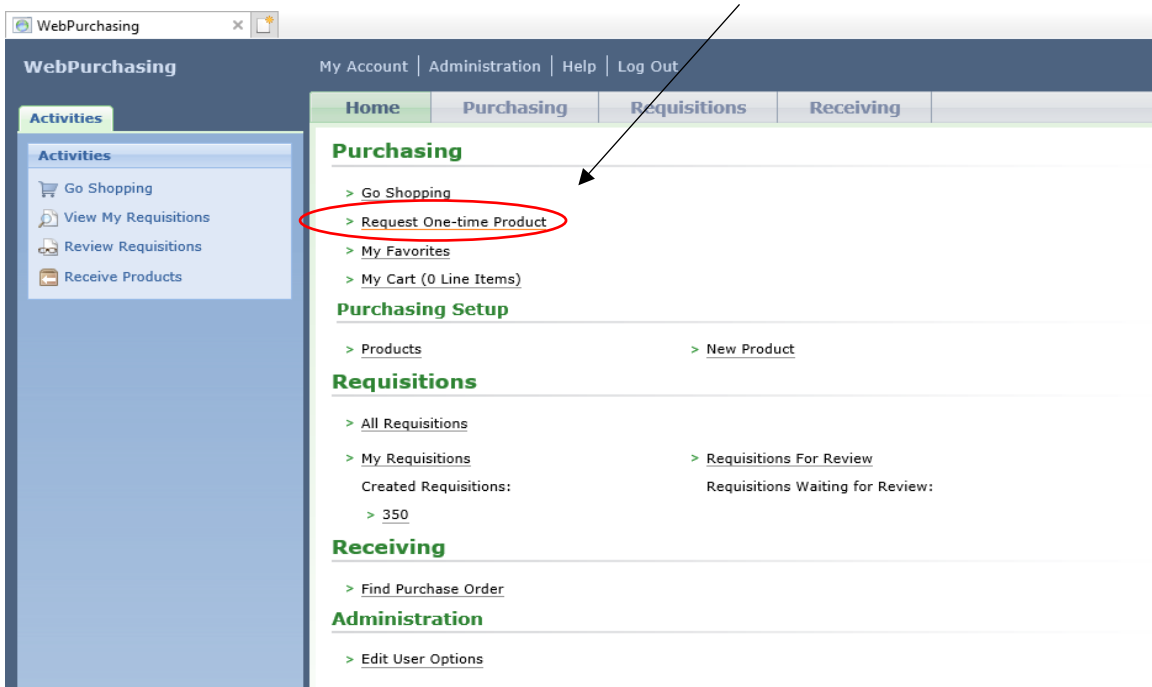 WebPurchasing
WebPurchasing
My Account | Administration | Help | Log Out
Activities
Home Purchasing Requisitions Receiving
Activities
Go Shopping
View My Requisitions
Review Requisitions
Receive Products
Purchasing
> Go Shopping
> Request One-time Product
> My Favorites
> My Cart (0 Line Items)
Purchasing Setup
> Products > New Product
Requisitions
> All Requisitions
> My Requisitions > Requisitions For Review
Created Requisitions: Requisitions Waiting for Review:
> 350
Receiving
> Find Purchase Order
Administration
> Edit User Options